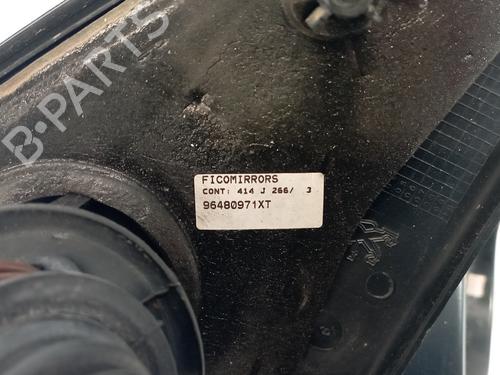 B-PARTS
FICOMIRRORS
CONT: 414 J 266/ 3
96480971XT